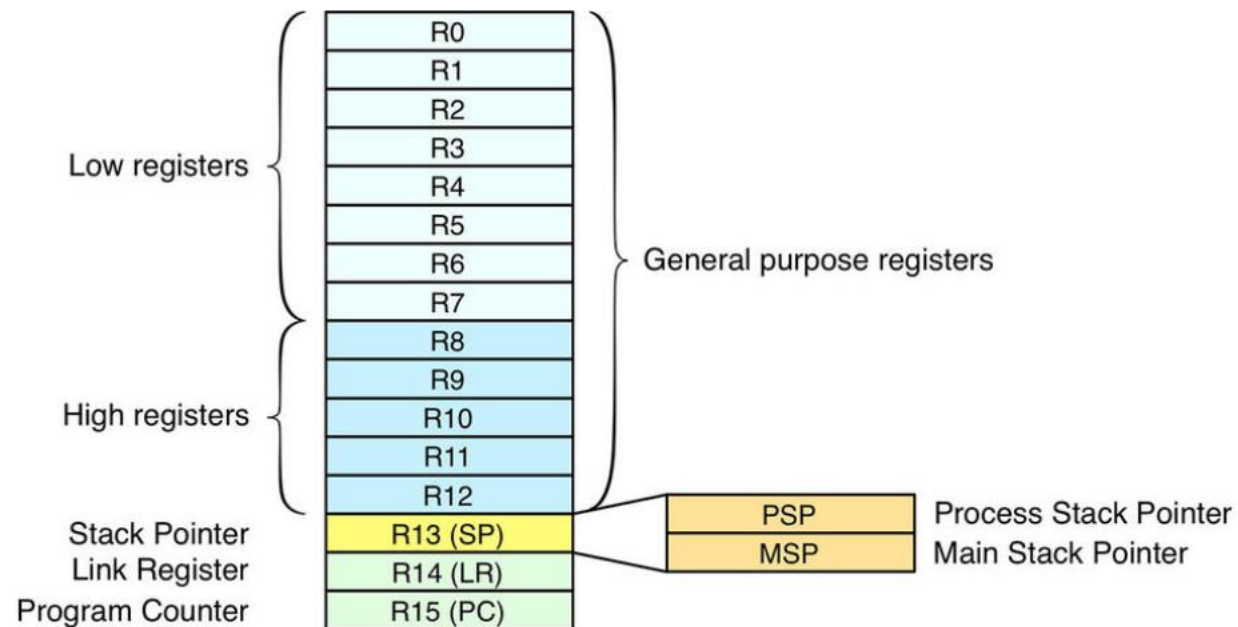 R0
R1
R2
R3
Low registers
R4
R5
R6
General purpose registers
R7
R8
R9
High registers
R10
R11
R12
PSP
Process Stack Pointer
Stack Pointer
R13 (SP)
MSP
Main Stack Pointer
Link Register
R14 (LR)
Program Counter
R15 (PC)